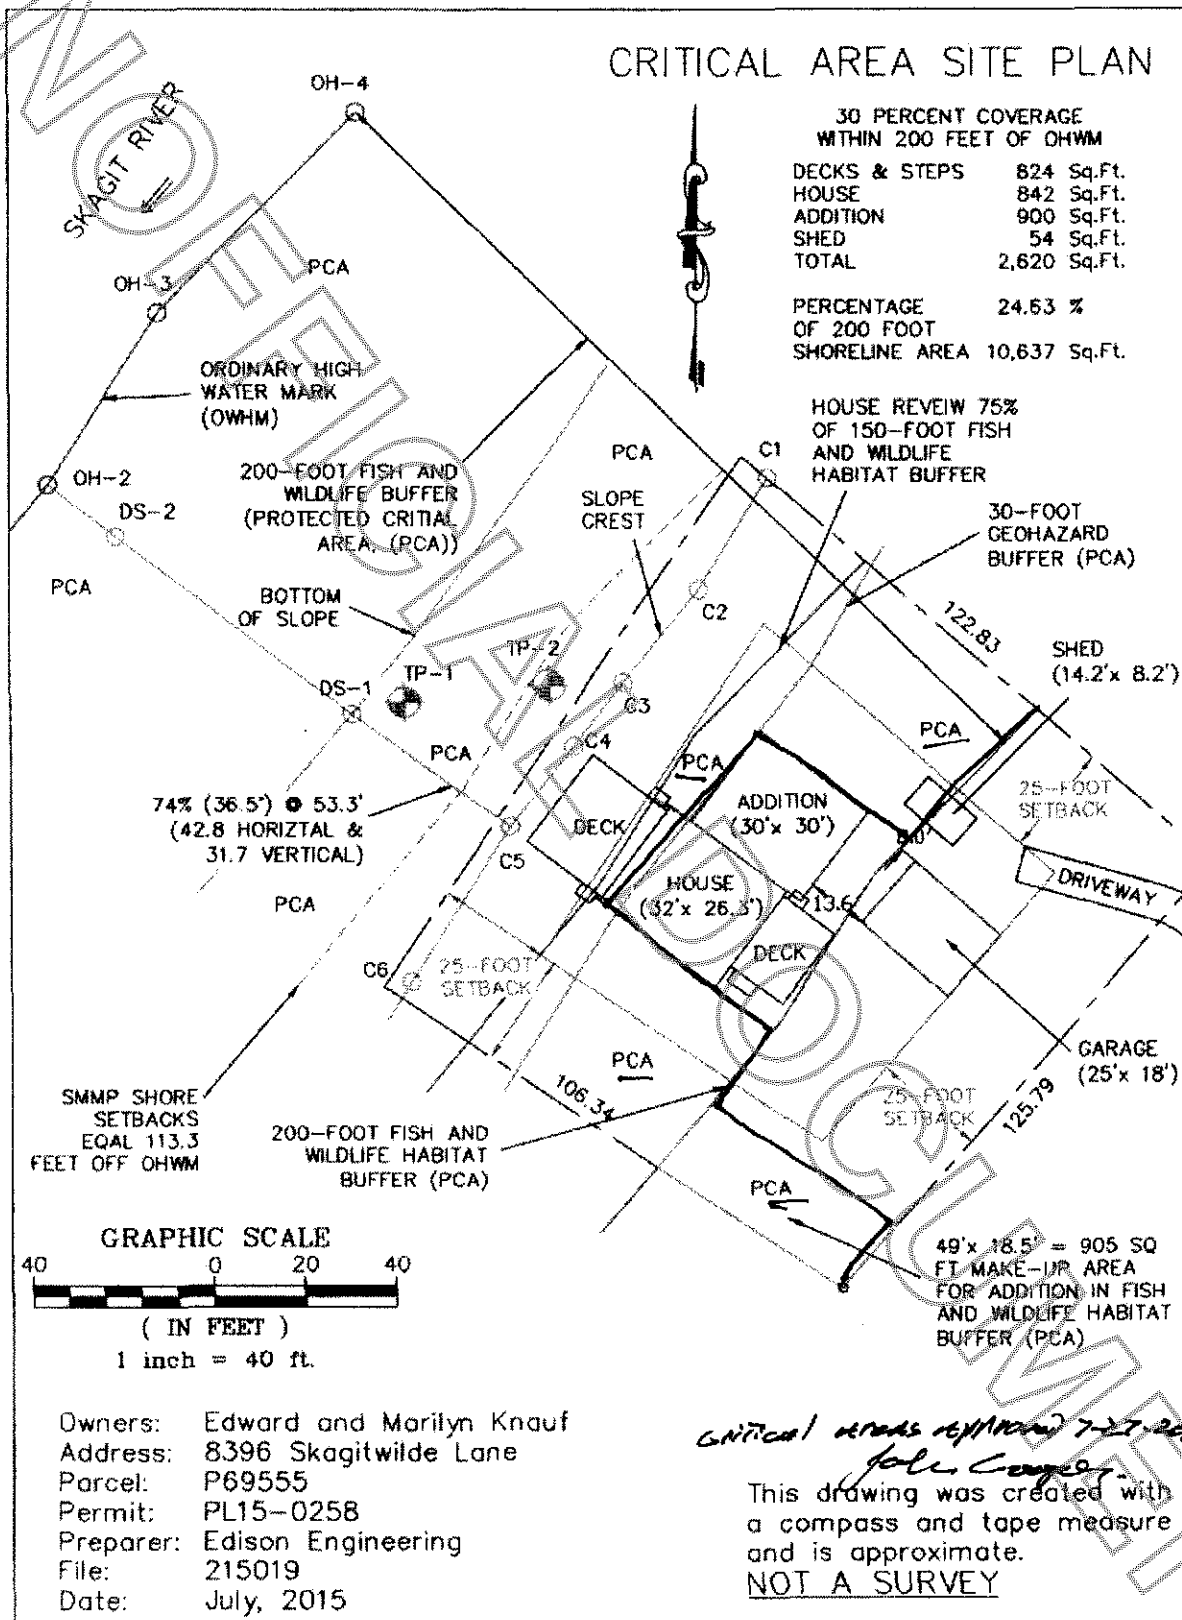 CRITICAL AREA SITE PLAN
30 PERCENT COVERAGE
WITHIN 200 FEET OF OHWM
DECKS & STEPS 824 Sq.Ft.
HOUSE 842 Sq.Ft.
ADDITION 900 Sq.Ft.
SHED 54 Sq.Ft.
TOTAL 2,620 Sq.Ft.
PERCENTAGE 24.63 %
OF 200 FOOT
SHORELINE AREA 10,637 Sq.Ft.
OH-4
SKAGIT RIVER
OH-3
PCA
ORDINARY HIGH
WATER MARK
(OWHM)
OH-2
DS-2
PCA
200-FOOT FISH AND
WILDLIFE BUFFER
(PROTECTED CRITIAL
AREA, (PCA))
BOTTOM
OF SLOPE
PCA
SLOPE
CREST
C1
HOUSE REVEIW 75%
OF 150-FOOT FISH
AND WILDLIFE
HABITAT BUFFER
30-FOOT
GEOHAZARD
BUFFER (PCA)
C2
122.83
SHED
(14.2'x 8.2')
TP-2
TP-1
DS-1
C3
C4
PCA
PCA
PCA
25-FOOT
SETBACK
74% (36.5°) @ 53.3'
(42.8 HORIZTAL &
31.7 VERTICAL)
DECK
ADDITION
(30'x 30')
C5
HOUSE
(32'x 26.3')
13.6
DRIVEWAY
PCA
DECK
C6
25-FOOT
SETBACK
GARAGE
(25'x 18')
PCA
106.34
25-FOOT
SETBACK
125.79
SMMP SHORE
SETBACKS
EQAL 113.3
FEET OFF OHWM
200-FOOT FISH AND
WILDLIFE HABITAT
BUFFER (PCA)
PCA
49'x 18.5' = 905 SQ
FT MAKE-UP AREA
FOR ADDITION IN FISH
AND WILDLIFE HABITAT
BUFFER (PCA)
GRAPHIC SCALE
40 0 20 40
( IN FEET )
1 inch = 40 ft.
Owners: Edward and Marilyn Knauf
Address: 8396 Skagitwilde Lane
Parcel: P69555
Permit: PL15-0258
Preparer: Edison Engineering
File: 215019
Date: July, 2015
Critical areas approved 7-27-20
This drawing was created with
a compass and tape measure
and is approximate.
NOT A SURVEY
UNOFFICIAL DOCUMENT